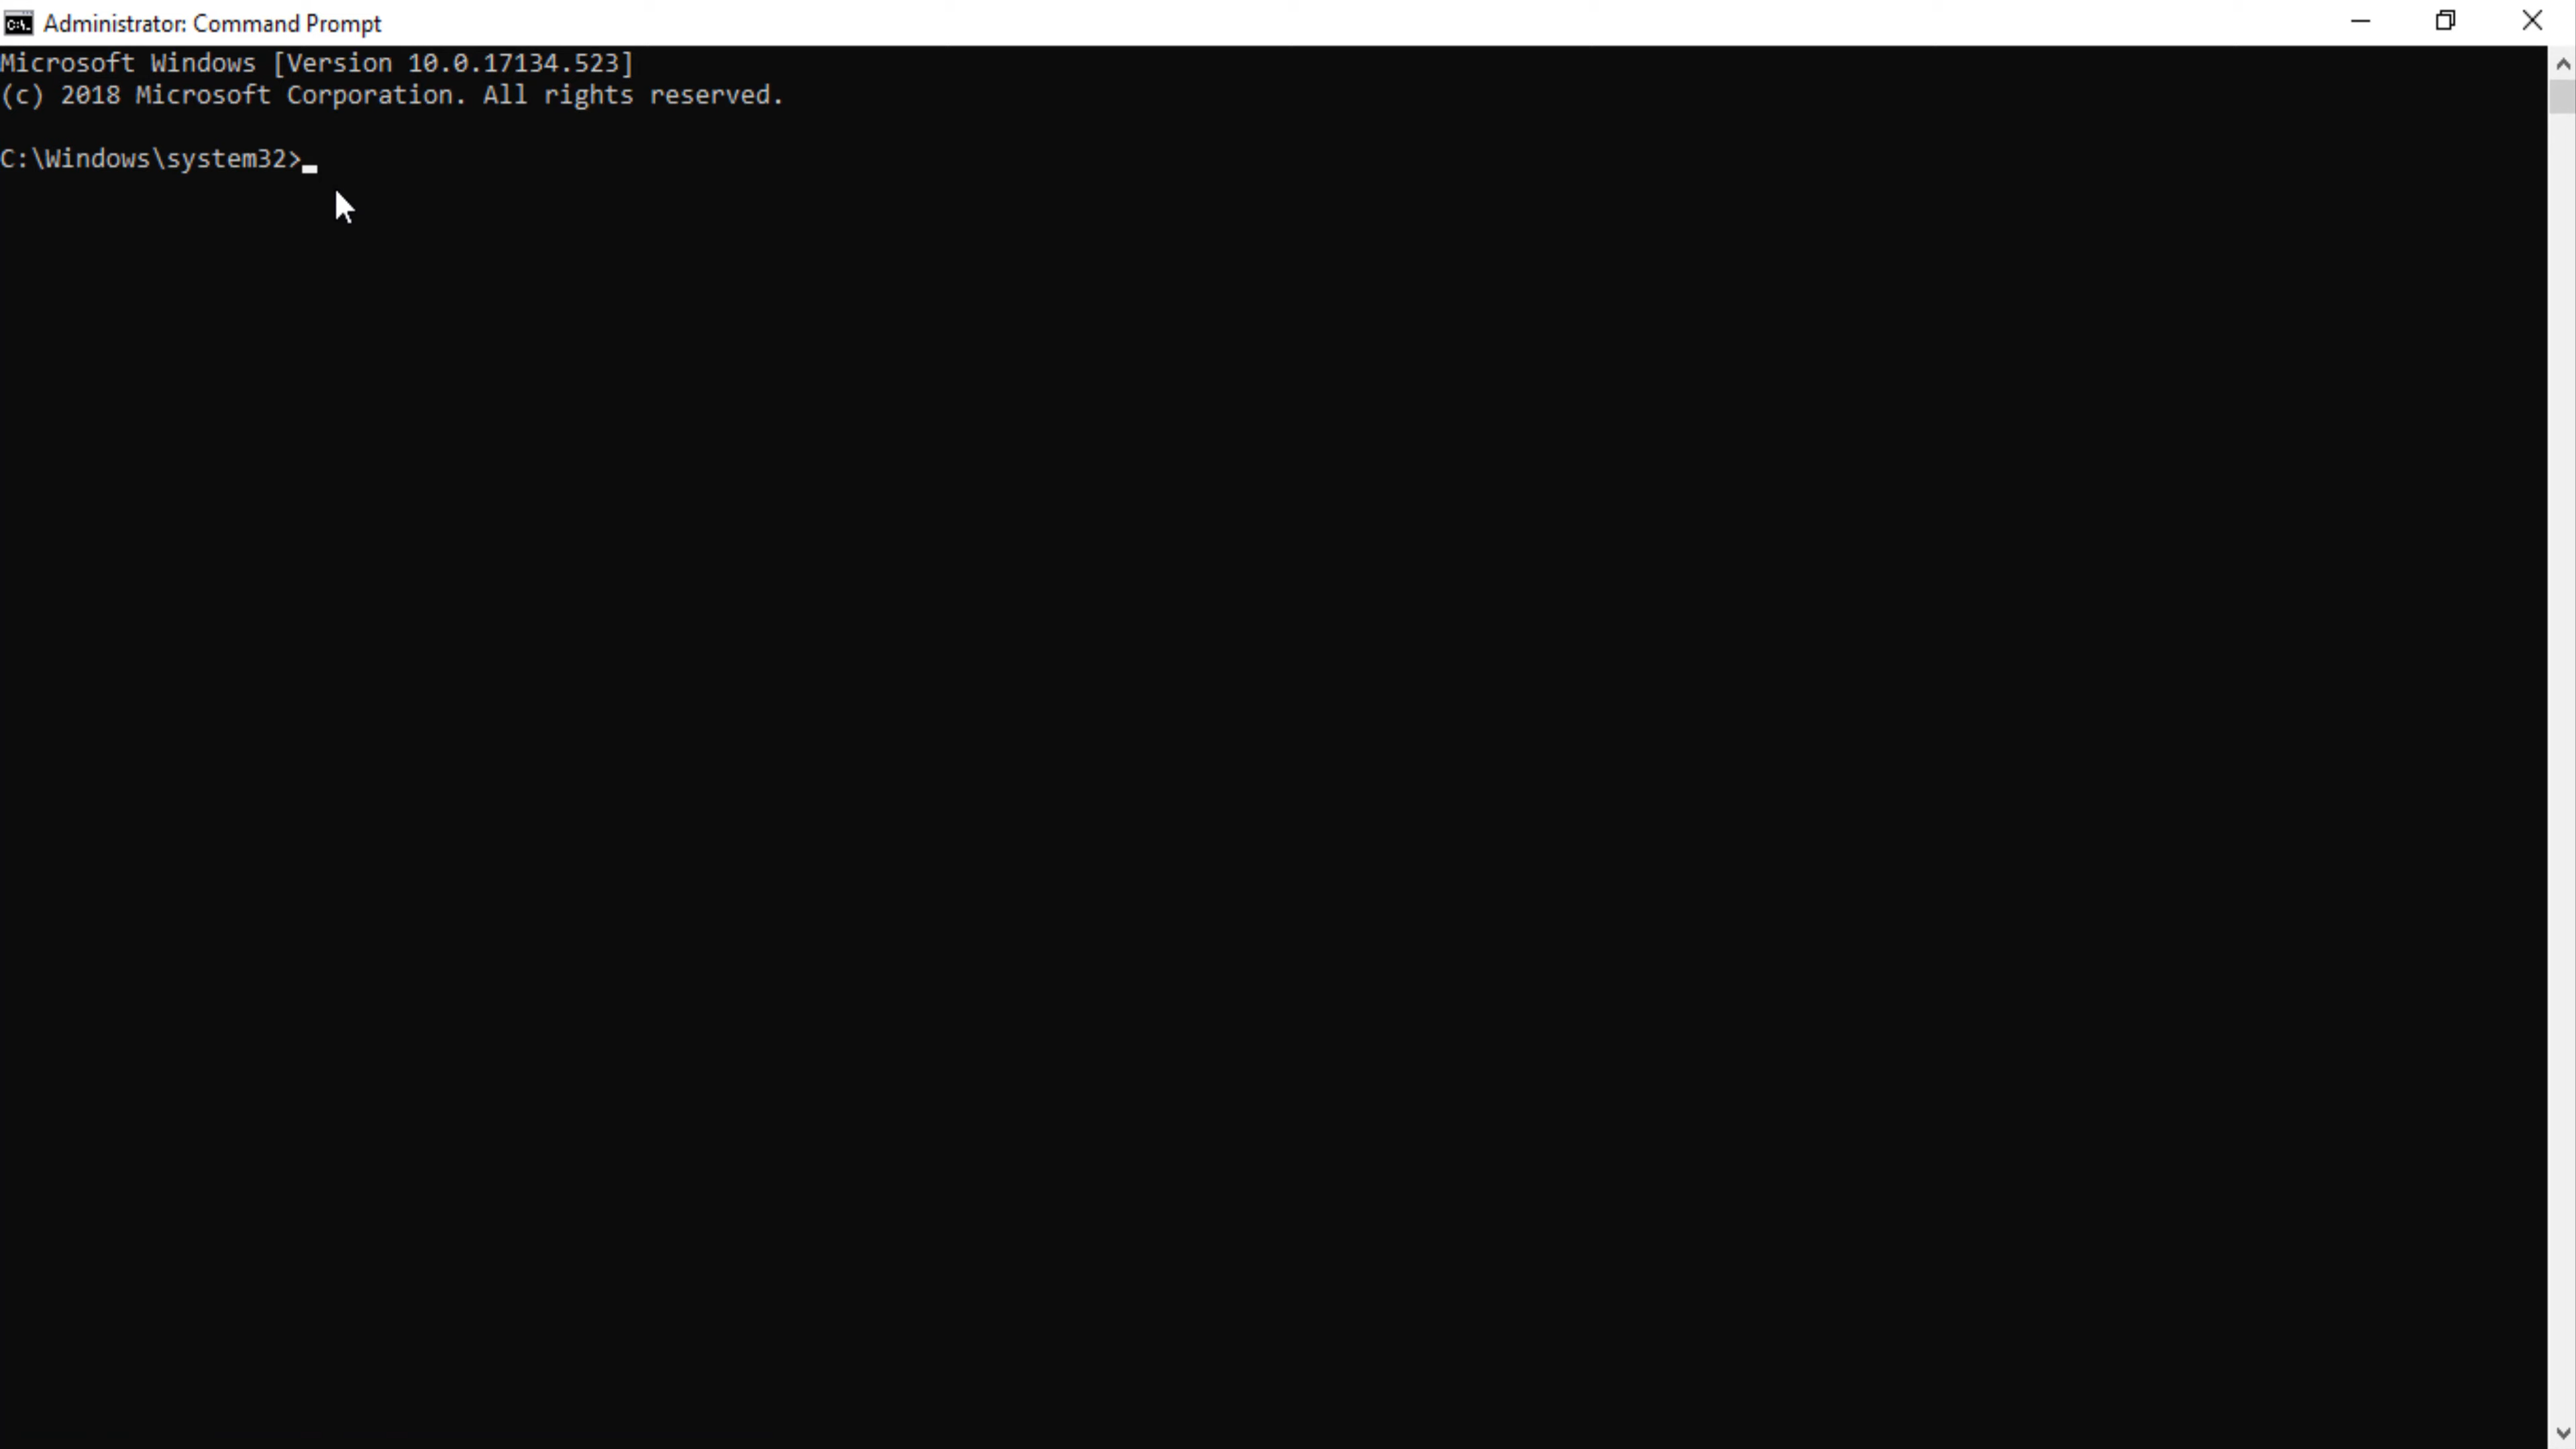 Administrator: Command Prompt
Microsoft Windows [Version 10.0.17134.523]
(c) 2018 Microsoft Corporation. All rights reserved.
C:\Windows\system32>